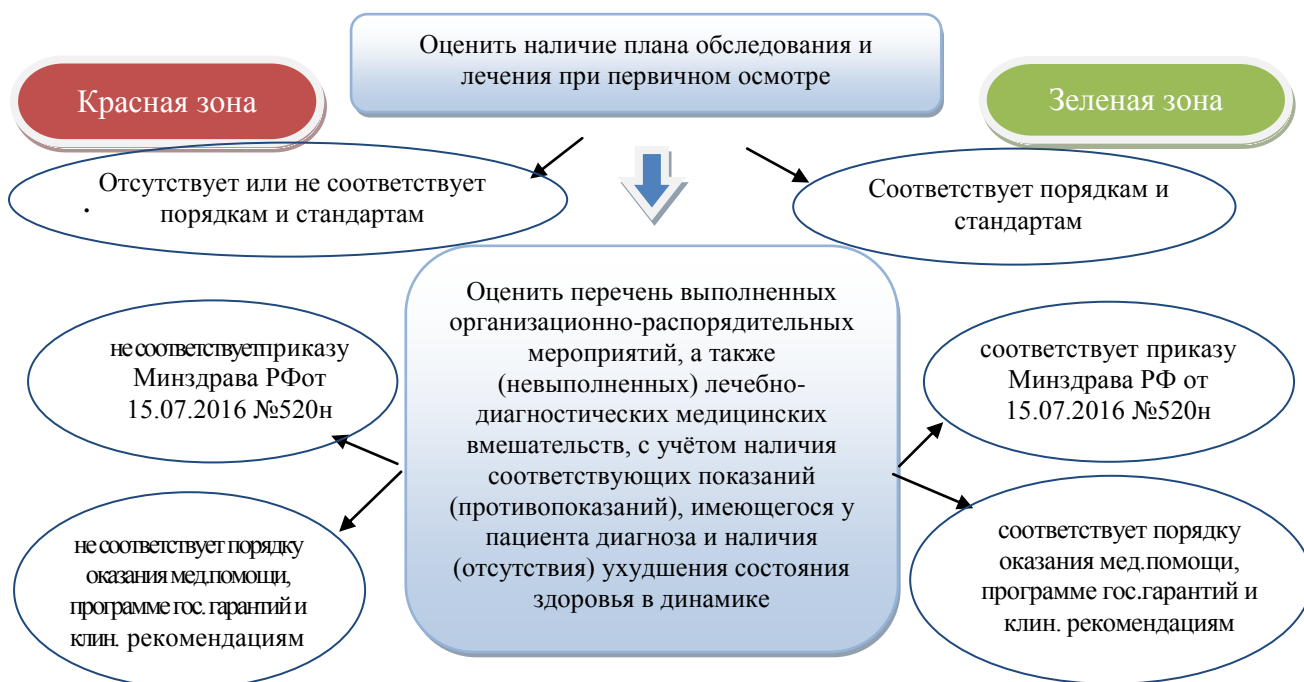 Оценить наличие плана обследования и
лечения при первичном осмотре
Красная зона
Зеленая зона
Отсутствует или не соответствует
порядкам и стандартам
.
Соответствует порядкам и
стандартам
Оценить перечень выполненных
организационно-распорядительных
мероприятий, а также
(невыполненных) лечебно-
диагностических медицинских
вмешательств, с учётом наличия
соответствующих показаний
(противопоказаний), имеющегося у
пациента диагноза и наличия
(отсутствия) ухудшения состояния
здоровья в динамике
не соответствует приказу
Минздрава РФот
15.07.2016 №520н
соответствует приказу
Минздрава РФ от
15.07.2016 №520н
не соответствует порядку
оказания мед.помощи,
программе гос. гарантий и
клин. рекомендациям
соответствует порядку
оказания мед.помощи,
программе гос.гарантий и
клин. рекомендациям